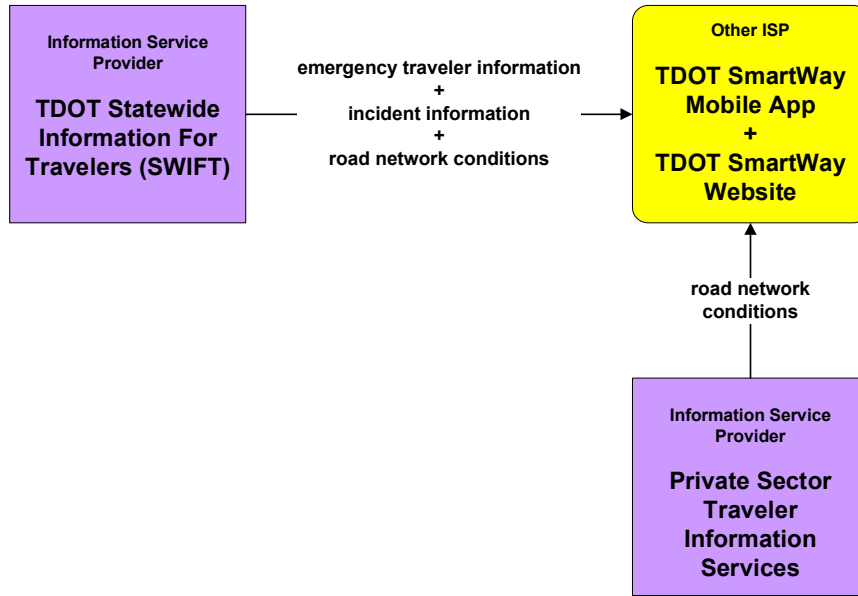 Information Service
Provider
TDOT Statewide
Information For
Travelers (SWIFT)
emergency traveler information
+
incident information
+
road network conditions
Other ISP
TDOT SmartWay
Mobile App
+
TDOT SmartWay
Website
road network
conditions
Information Service
Provider
Private Sector
Traveler
Information
Services